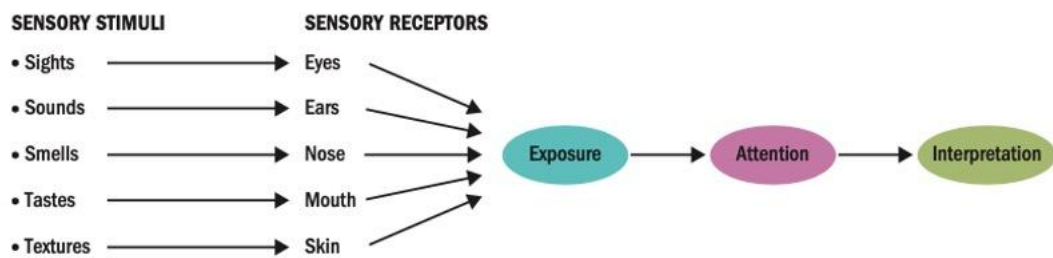 SENSORY STIMULI SENSORY RECEPTORS
• Sights Eyes
• Sounds Ears
• Smells Nose Exposure Attention Interpretation
• Tastes Mouth
• Textures Skin